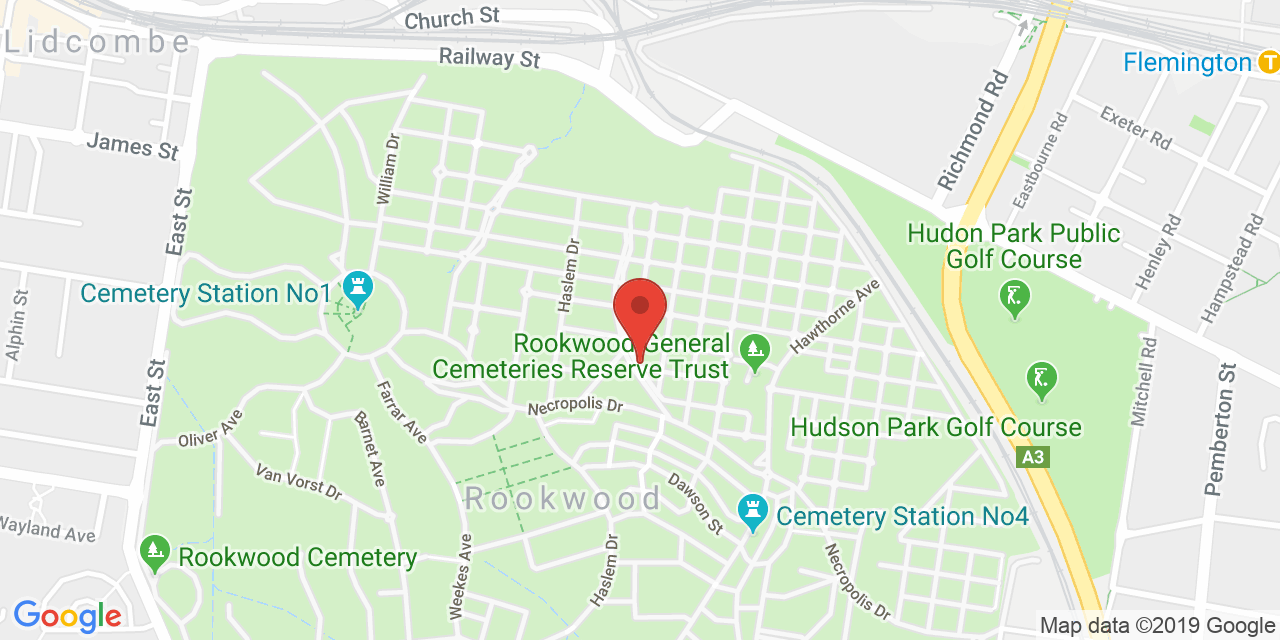 Church St
Lidcombe
Railway St
Flemington
T
Richmond Rd
Exeter Rd
James St
William Dr
Eastbourne Rd
East St
Hudon Park Public
Golf Course
Henley Rd
Hampstead Rd
Haslem Dr
Cemetery Station No1
Alphin St
Hawthorne Ave
Rookwood General
Cemeteries Reserve Trust
East St
Mitchell Rd
Pemberton St
Farrar Ave
Necropolis Dr
Oliver Ave
Barnet Ave
Hudson Park Golf Course
A3
Van Vorst Dr
Rookwood
Dawson St
Wayland Ave
Cemetery Station No4
Rookwood Cemetery
Weekes Ave
Haslem Dr
Necropolis Dr
Google
Map data ©2019 Google